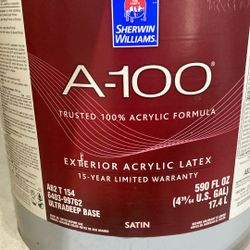 SHERWIN
WILLIAMS.
A-100®
TRUSTED 100% ACRYLIC FORMULA
EXTERIOR ACRYLIC LATEX
15-YEAR LIMITED WARRANTY
A82 T 154
6403-99762
ULTRADEEP BASE
590 FL OZ
(4 39/64 U.S. GAL)
17.4 L
SATIN